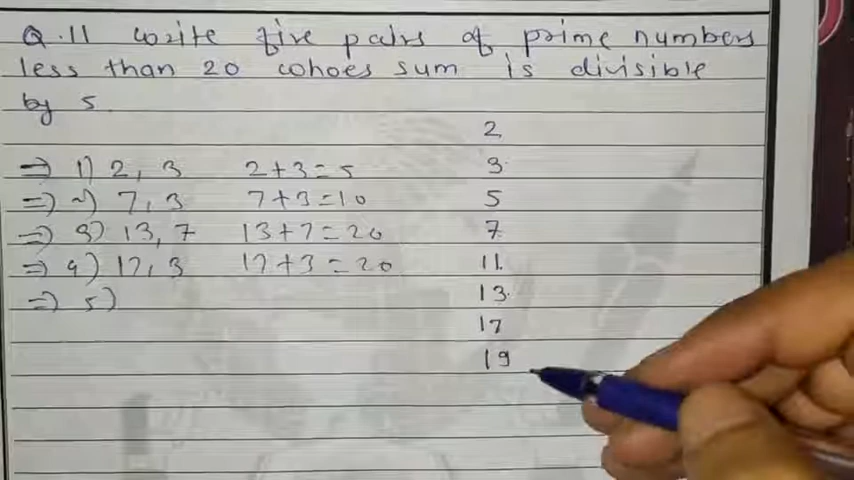 Q.11 write five pairs of prime numbers
less than 20 whoes sum is divisible
by 5
⇒ 1) 2, 3 2+3=5
⇒ 2) 7, 3 7+3=10
⇒ 3) 13, 7 13+7=20
⇒ 4) 17, 3 17+3=20
⇒ 5)
2
3
5
7
11
13
17
19